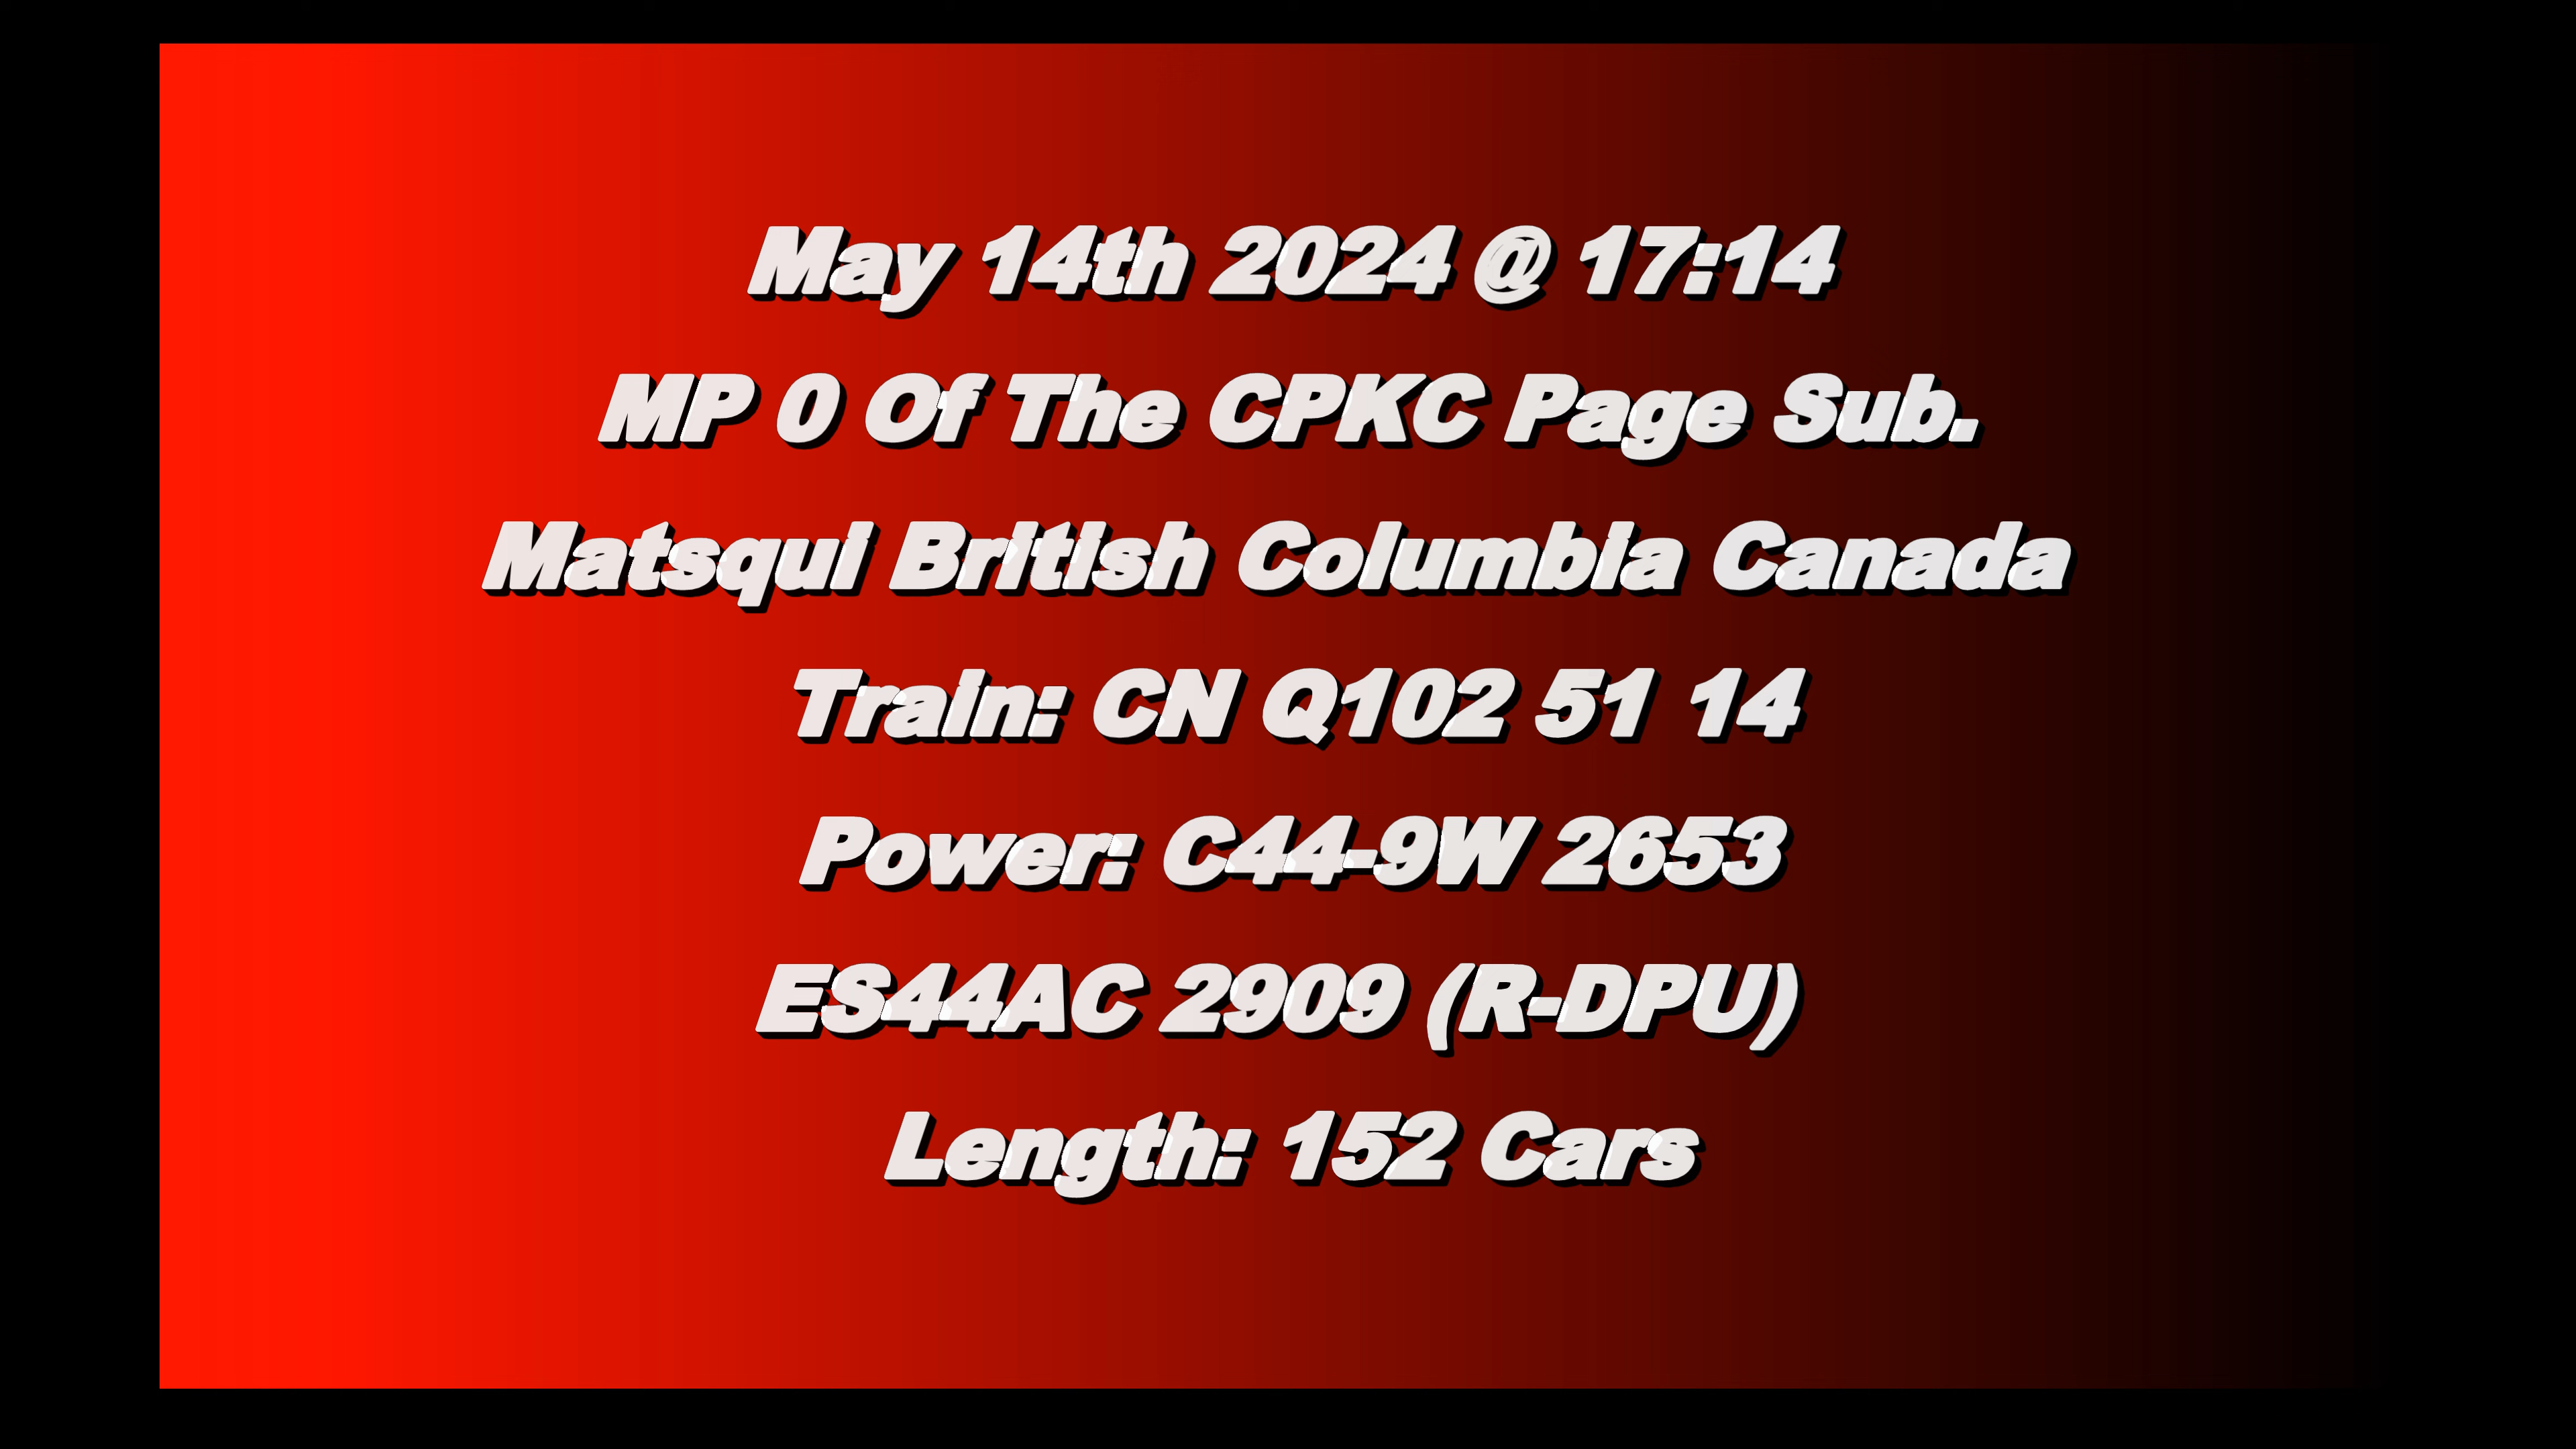 May 14th 2024 @ 17:14
MP 0 Of The CPKC Page Sub.
Matsqui British Columbia Canada
Train: CN Q102 51 14
Power: C44-9W 2653
ES44AC 2909 (R-DPU)
Length: 152 Cars